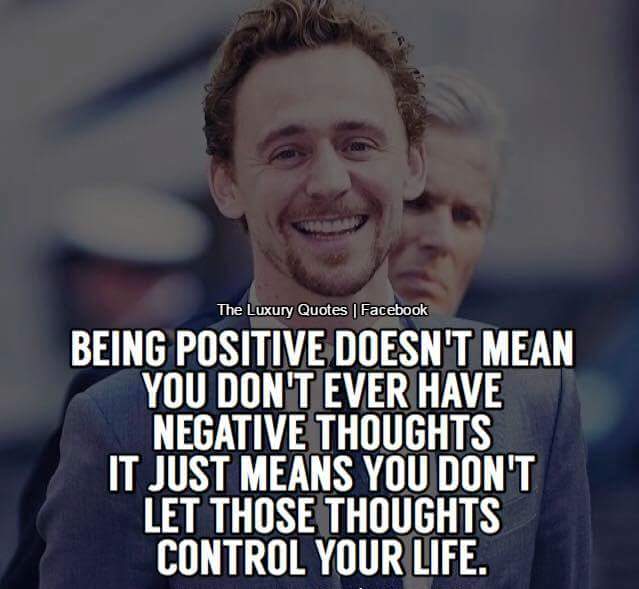 The Luxury Quotes | Facebook
BEING POSITIVE DOESN'T MEAN
YOU DON'T EVER HAVE
NEGATIVE THOUGHTS
IT JUST MEANS YOU DON'T
LET THOSE THOUGHTS
CONTROL YOUR LIFE.